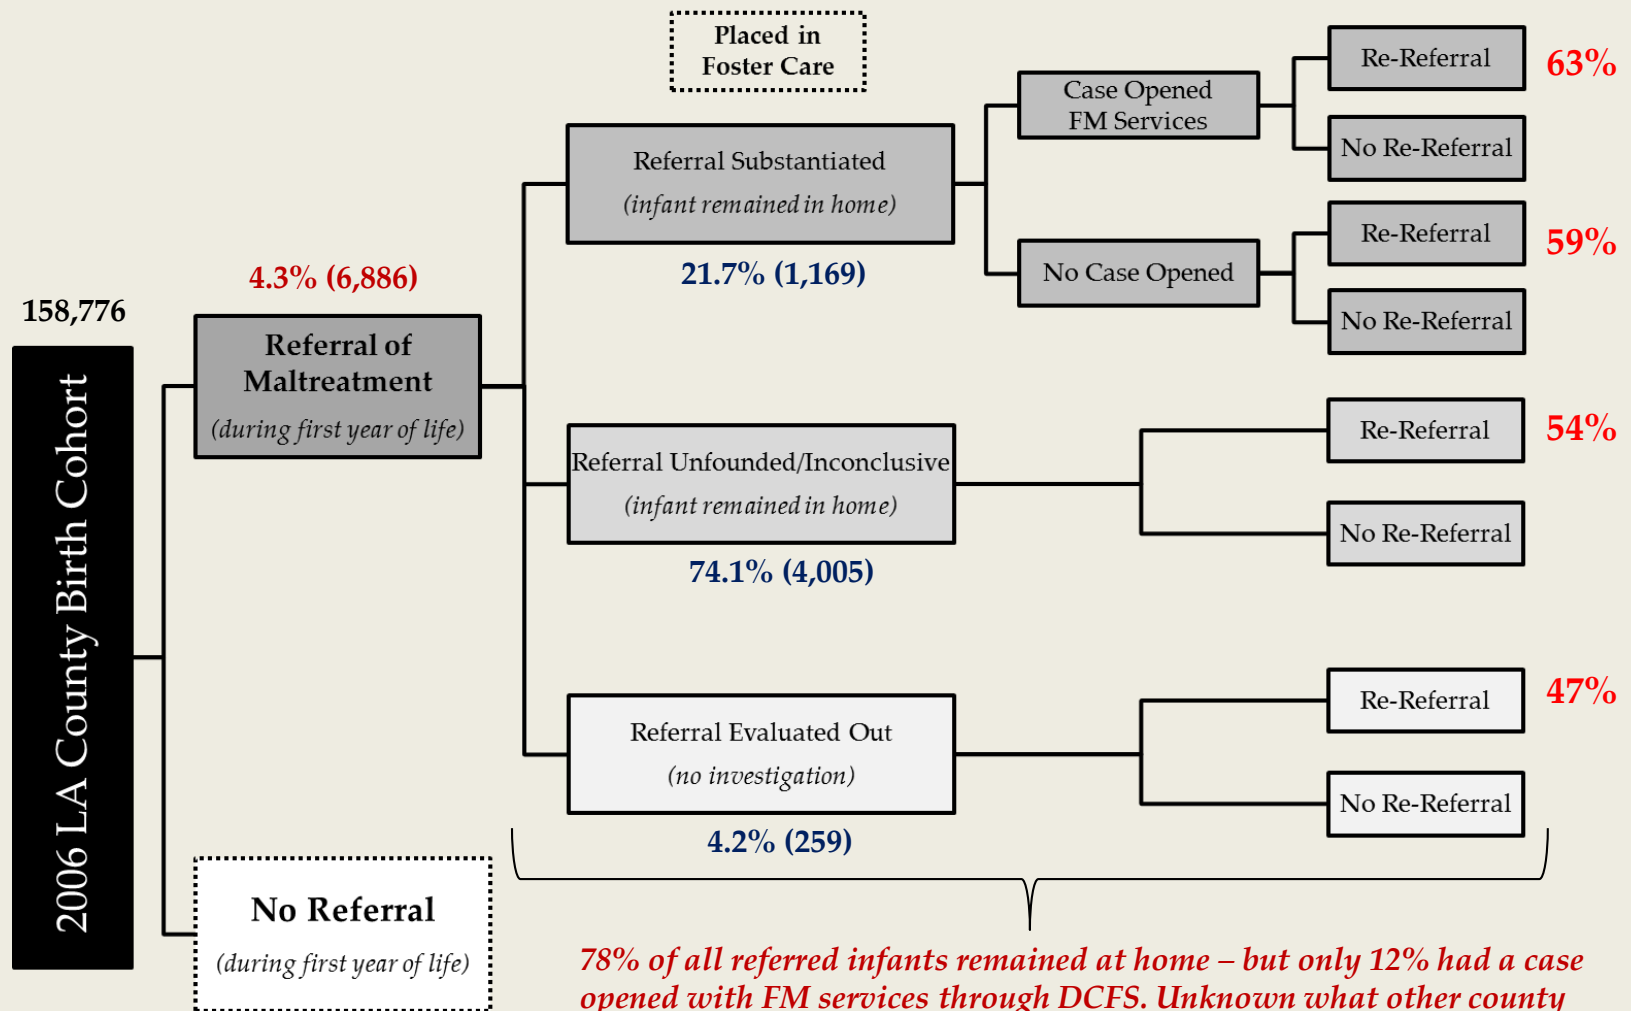 Placed in
Foster Care
158,776
2006 LA County Birth Cohort
4.3% (6,886)
Referral of
Maltreatment
(during first year of life)
No Referral
(during first year of life)
Referral Substantiated
(infant remained in home)
21.7% (1,169)
Case Opened
FM Services
Re-Referral
63%
No Re-Referral
No Case Opened
Re-Referral
59%
No Re-Referral
Referral Unfounded/Inconclusive
(infant remained in home)
74.1% (4,005)
Re-Referral
54%
No Re-Referral
Referral Evaluated Out
(no investigation)
4.2% (259)
Re-Referral
47%
No Re-Referral
78% of all referred infants remained at home – but only 12% had a case
opened with FM services through DCFS. Unknown what other county